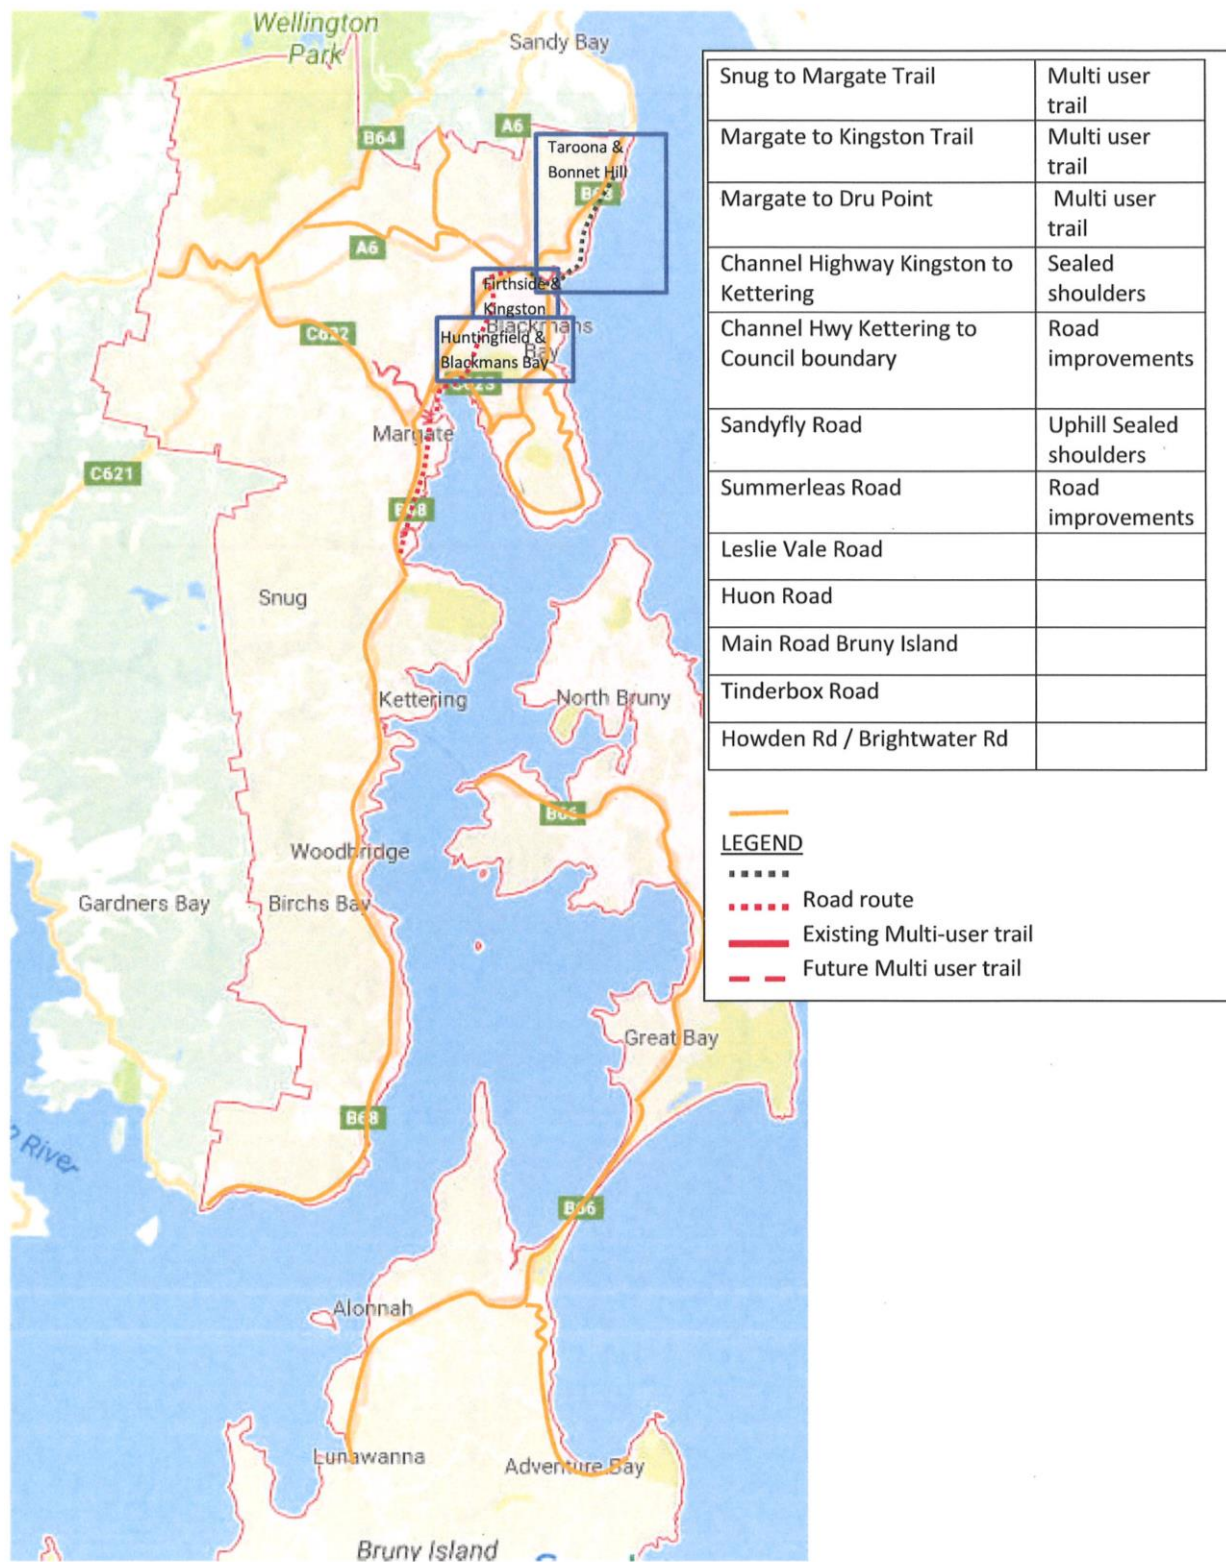 Wellington
Park
Sandy Bay
B64
A6
Taroona &
Bonnet Hill
B68
A6
Firthside &
Kingston
Blackmans
Bay
Huntingfield &
Blackmans Bay
C622
C623
Margate
C621
B68
Snug
Kettering
North Bruny
B66
Woodbridge
Gardners Bay
Birchs Bay
Great Bay
B68
River
B66
Alonnah
Lunawanna
Adventure Bay
Bruny Island
Snug to Margate Trail
Multi user
trail
Margate to Kingston Trail
Multi user
trail
Margate to Dru Point
Multi user
trail
Channel Highway Kingston to
Kettering
Sealed
shoulders
Channel Hwy Kettering to
Council boundary
Road
improvements
Sandyfly Road
Uphill Sealed
shoulders
Summerleas Road
Road
improvements
Leslie Vale Road
Huon Road
Main Road Bruny Island
Tinderbox Road
Howden Rd / Brightwater Rd
LEGEND
Road route
Existing Multi-user trail
Future Multi user trail